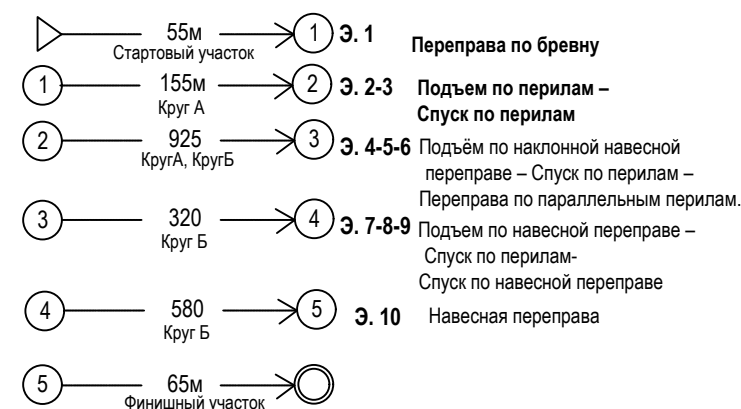 55м 1 Э. 1 Переправа по бревну
Стартовый участок
1 155м 2 Э. 2-3 Подъем по перилам –
Круг А Спуск по перилам
2 925 3 Э. 4-5-6 Подъём по наклонной навесной
КругА, КругБ переправе – Спуск по перилам –
Переправа по параллельным перилам.
3 320 4 Э. 7-8-9 Подъем по навесной переправе –
Круг Б Спуск по перилам-
Спуск по навесной переправе
4 580 5 Э. 10 Навесная переправа
Круг Б
5 65м
Финишный участок